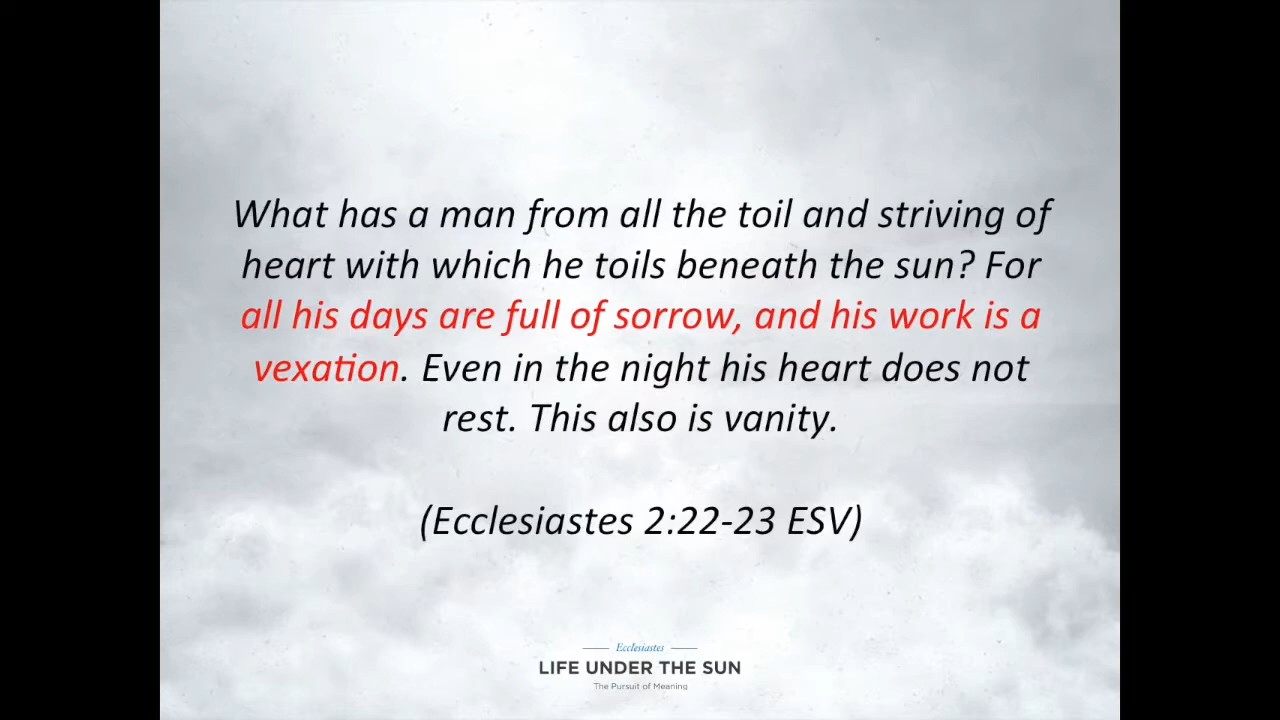 What has a man from all the toil and striving of
heart with which he toils beneath the sun? For
all his days are full of sorrow, and his work is a
vexation. Even in the night his heart does not
rest. This also is vanity.
(Ecclesiastes 2:22-23 ESV)
Ecclesiastes
LIFE UNDER THE SUN
The Pursuit of Meaning